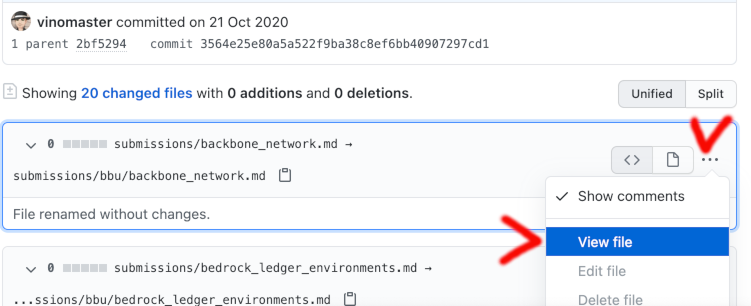 vinomaster committed on 21 Oct 2020
1 parent 2bf5294 commit 3564e25e80a5a522f9ba38c8ef6bb40907297cd1
Showing 20 changed files with 0 additions and 0 deletions.
Unified Split
0 submissions/backbone_network.md →
submissions/bbu/backbone_network.md
<> ...
✓ Show comments
File renamed without changes.
View file
0 submissions/bedrock_ledger_environments.md →
Edit file
...ssions/bbu/bedrock_ledger_environments.md
Delete file